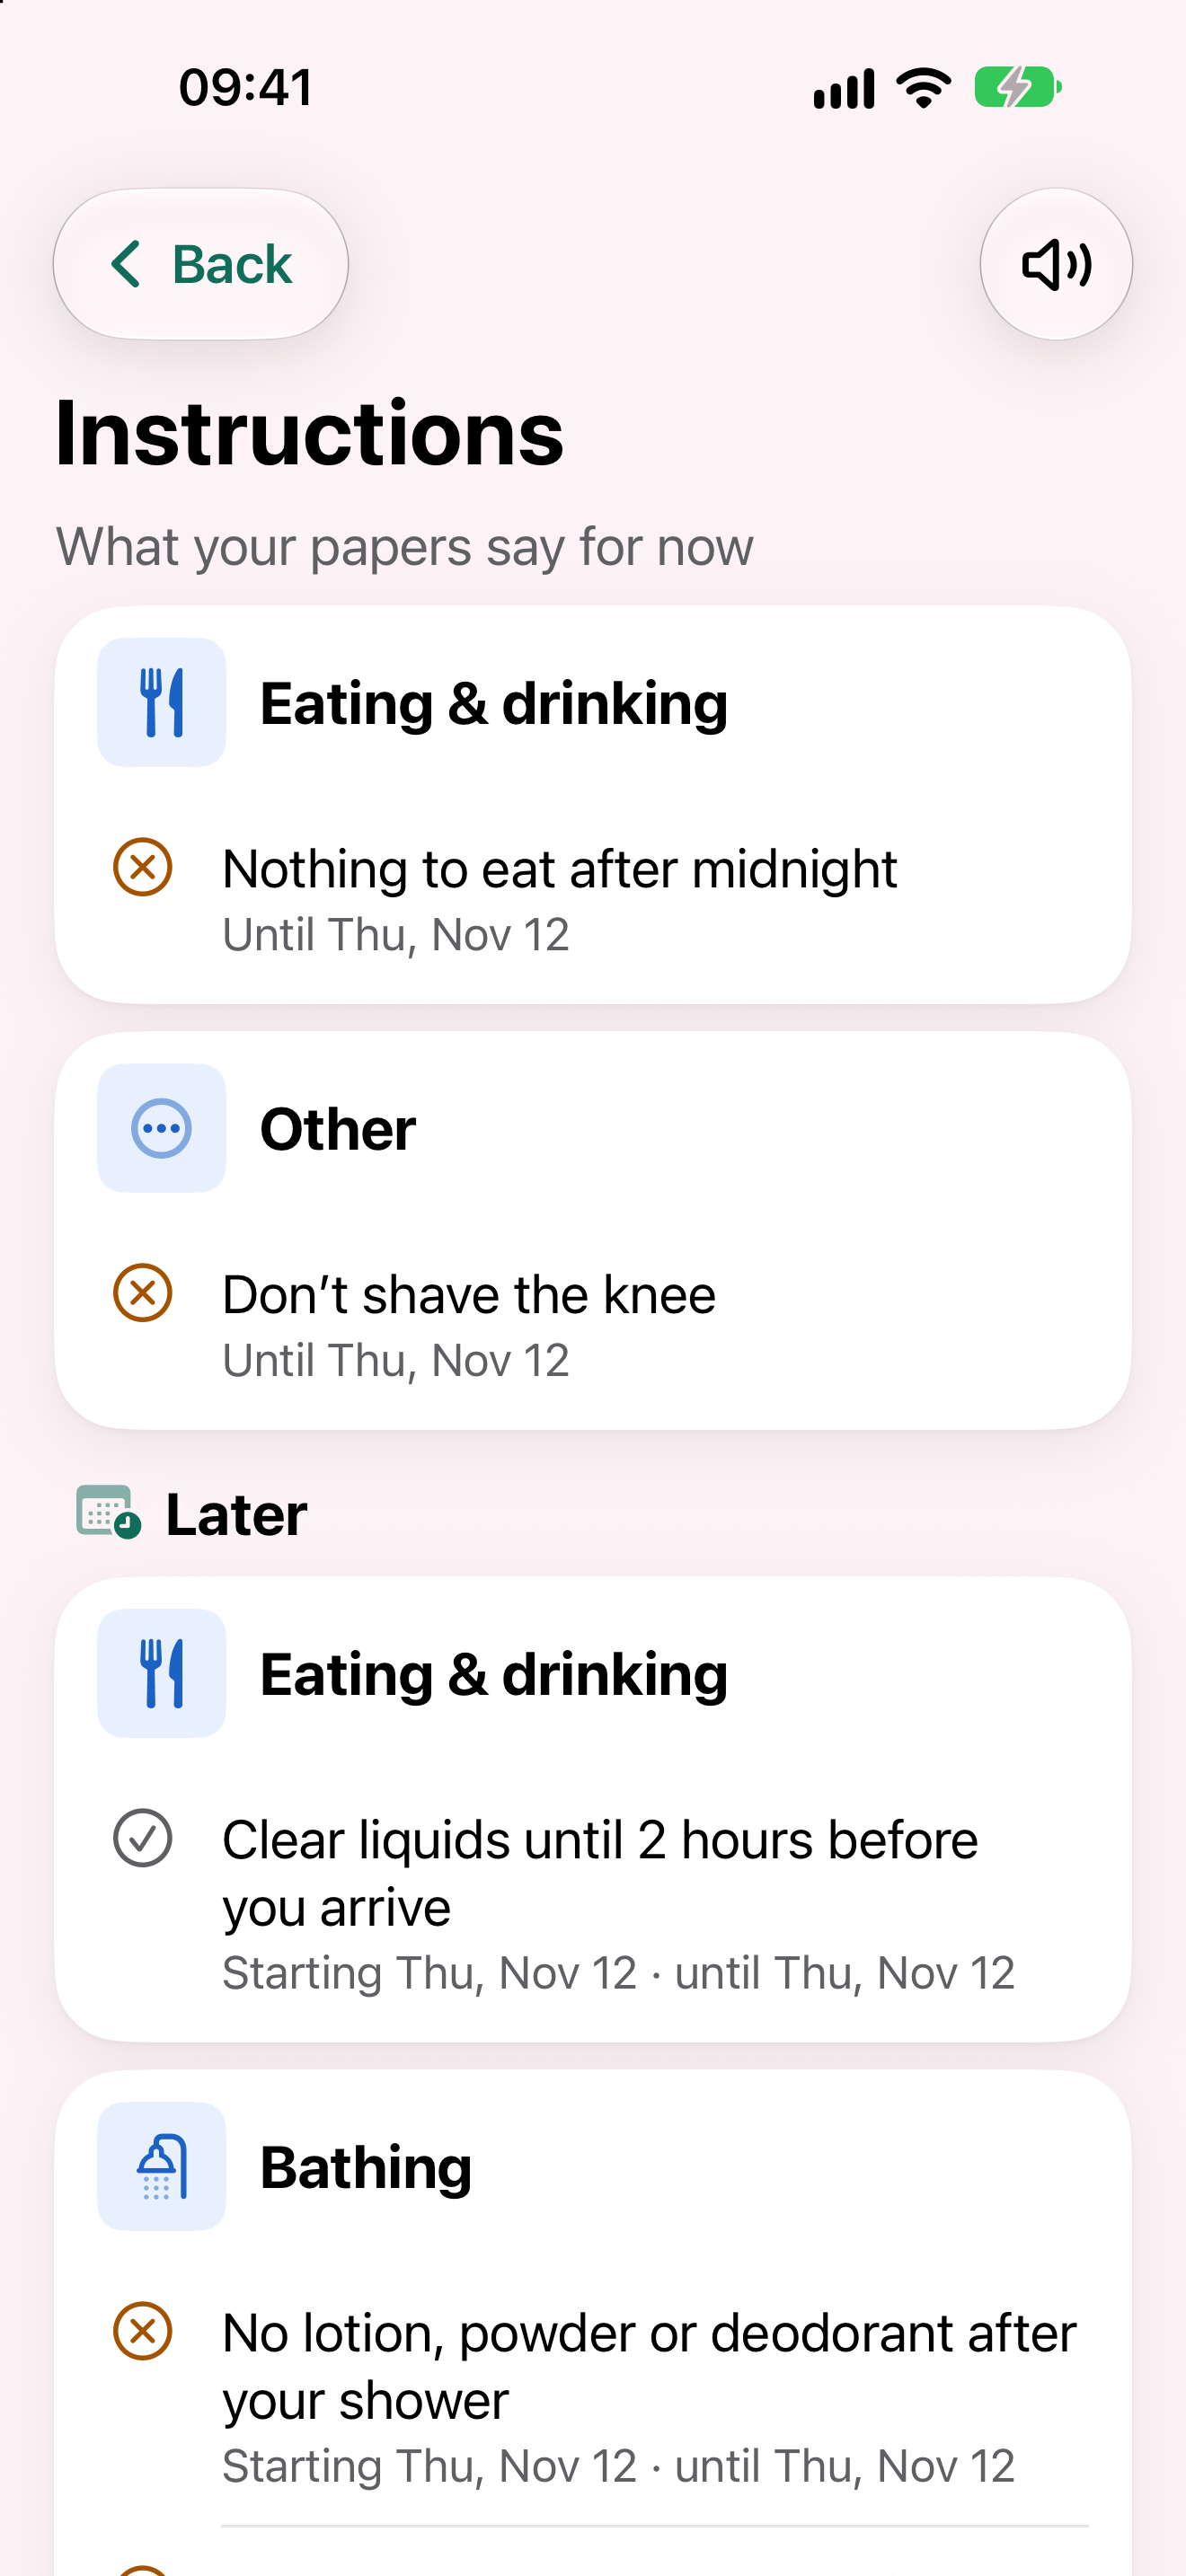 09:41
Back
Instructions
What your papers say for now
Eating & drinking
Nothing to eat after midnight
Until Thu, Nov 12
Other
Don’t shave the knee
Until Thu, Nov 12
Later
Eating & drinking
Clear liquids until 2 hours before
you arrive
Starting Thu, Nov 12 · until Thu, Nov 12
Bathing
No lotion, powder or deodorant after
your shower
Starting Thu, Nov 12 · until Thu, Nov 12